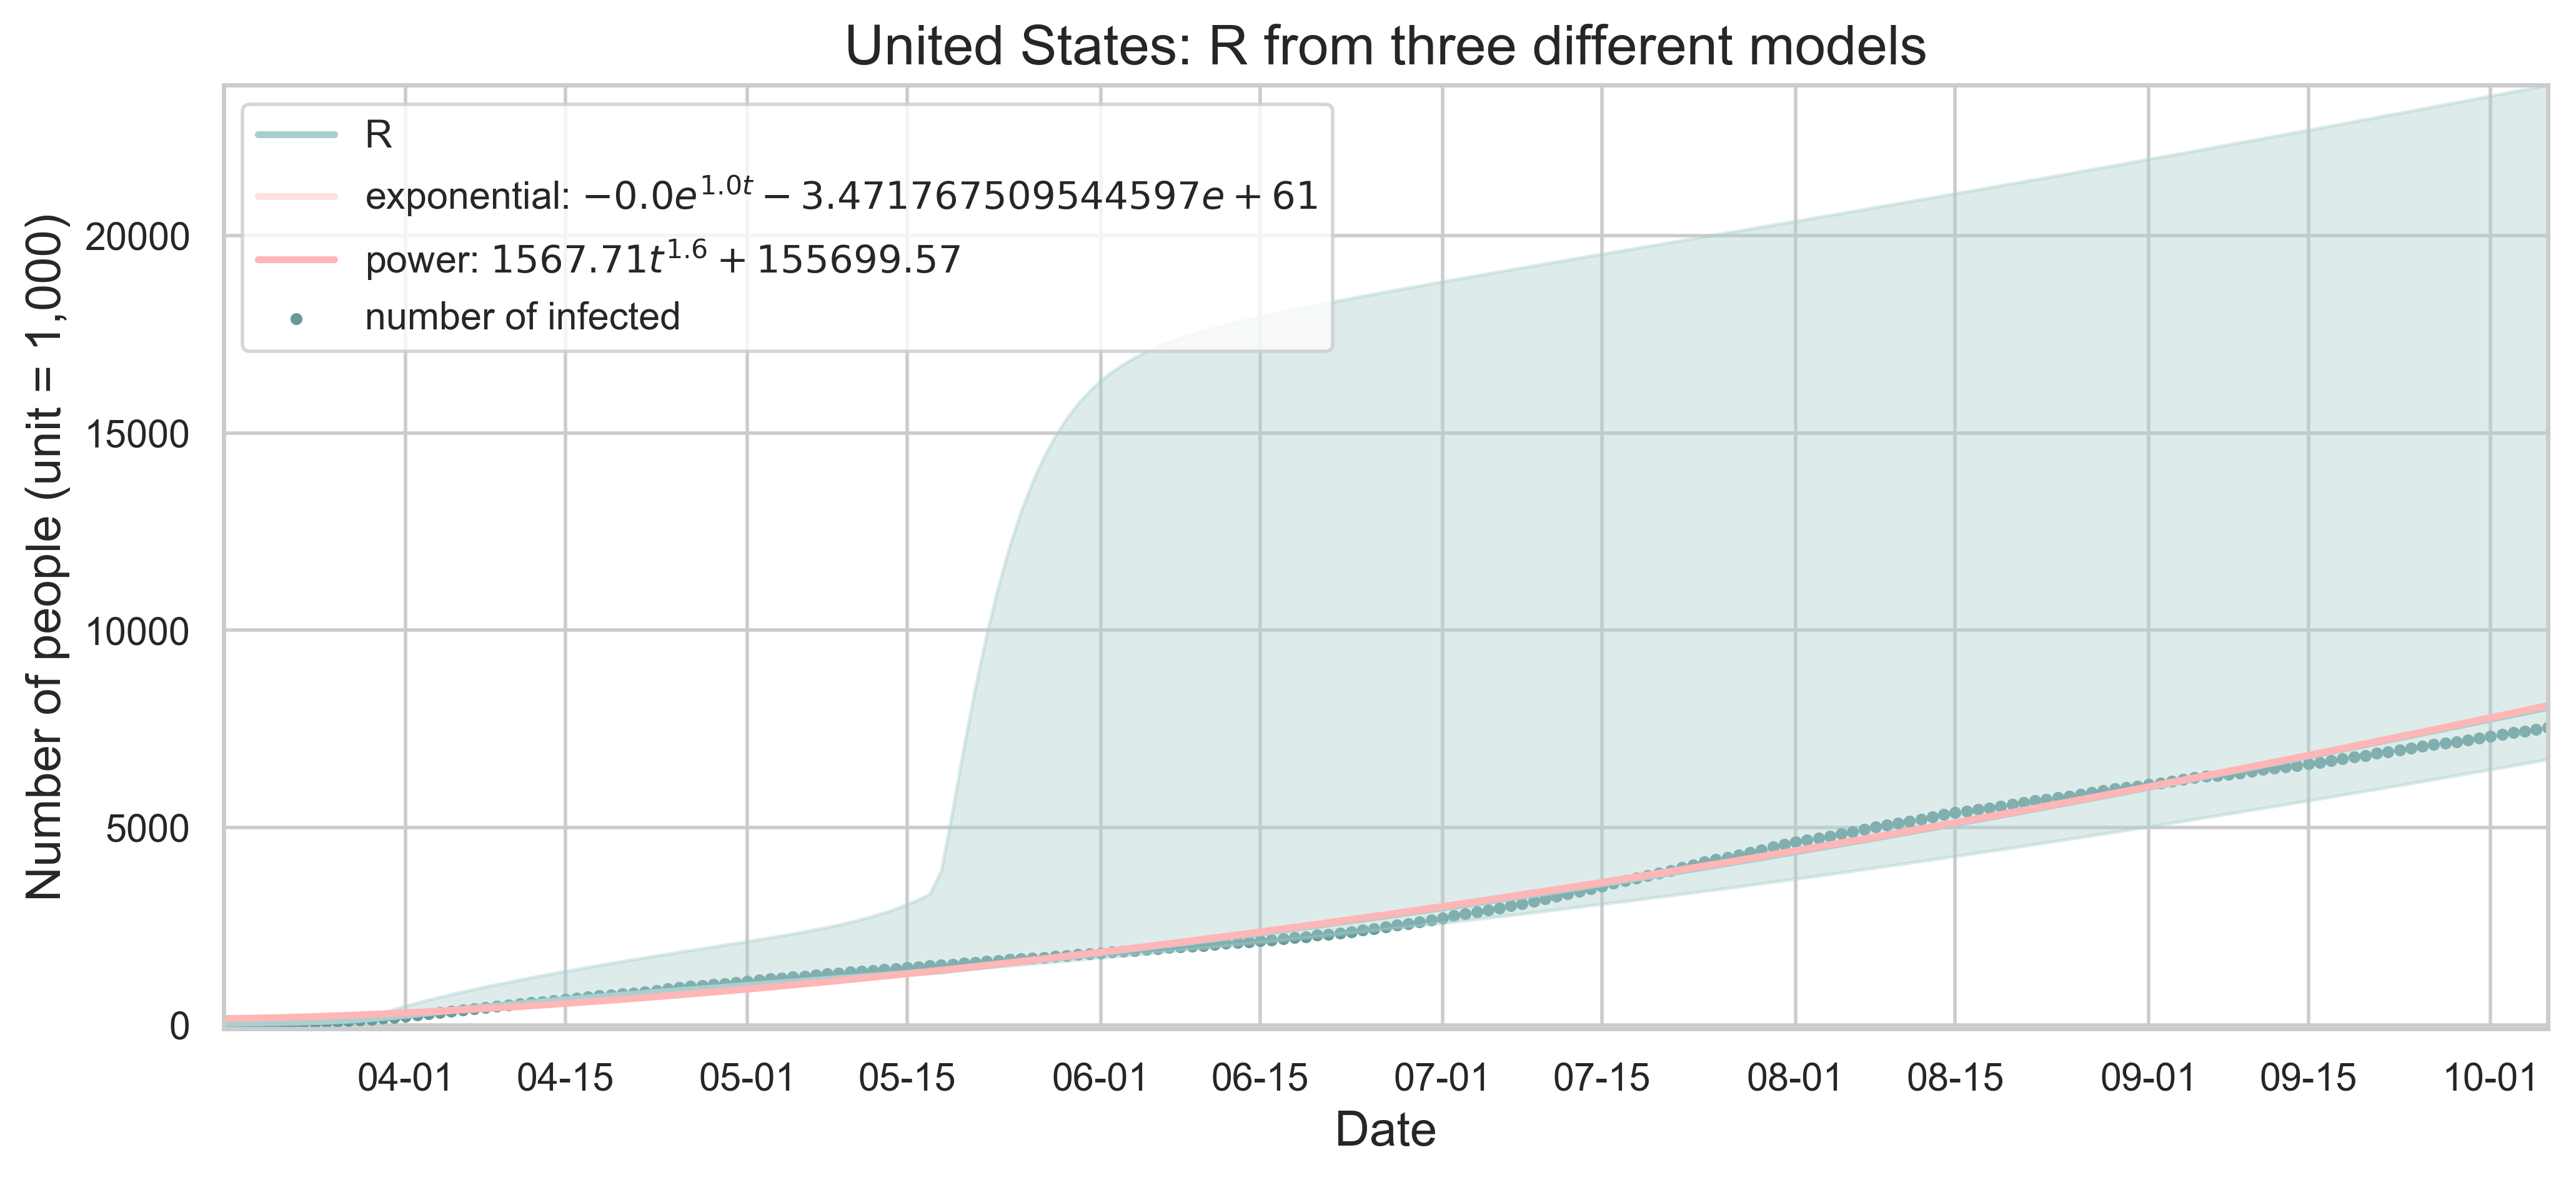 United States: R from three different models
R
exponential: −0.0e^{1.0t} − 3.4717675095445​97e + 61
power: 1567.71t^{1.6} + 155699.57
number of infected
Number of people (unit = 1,000)
20000
15000
10000
5000
0
04-01 04-15 05-01 05-15 06-01 06-15 07-01 07-15 08-01 08-15 09-01 09-15 10-01
Date